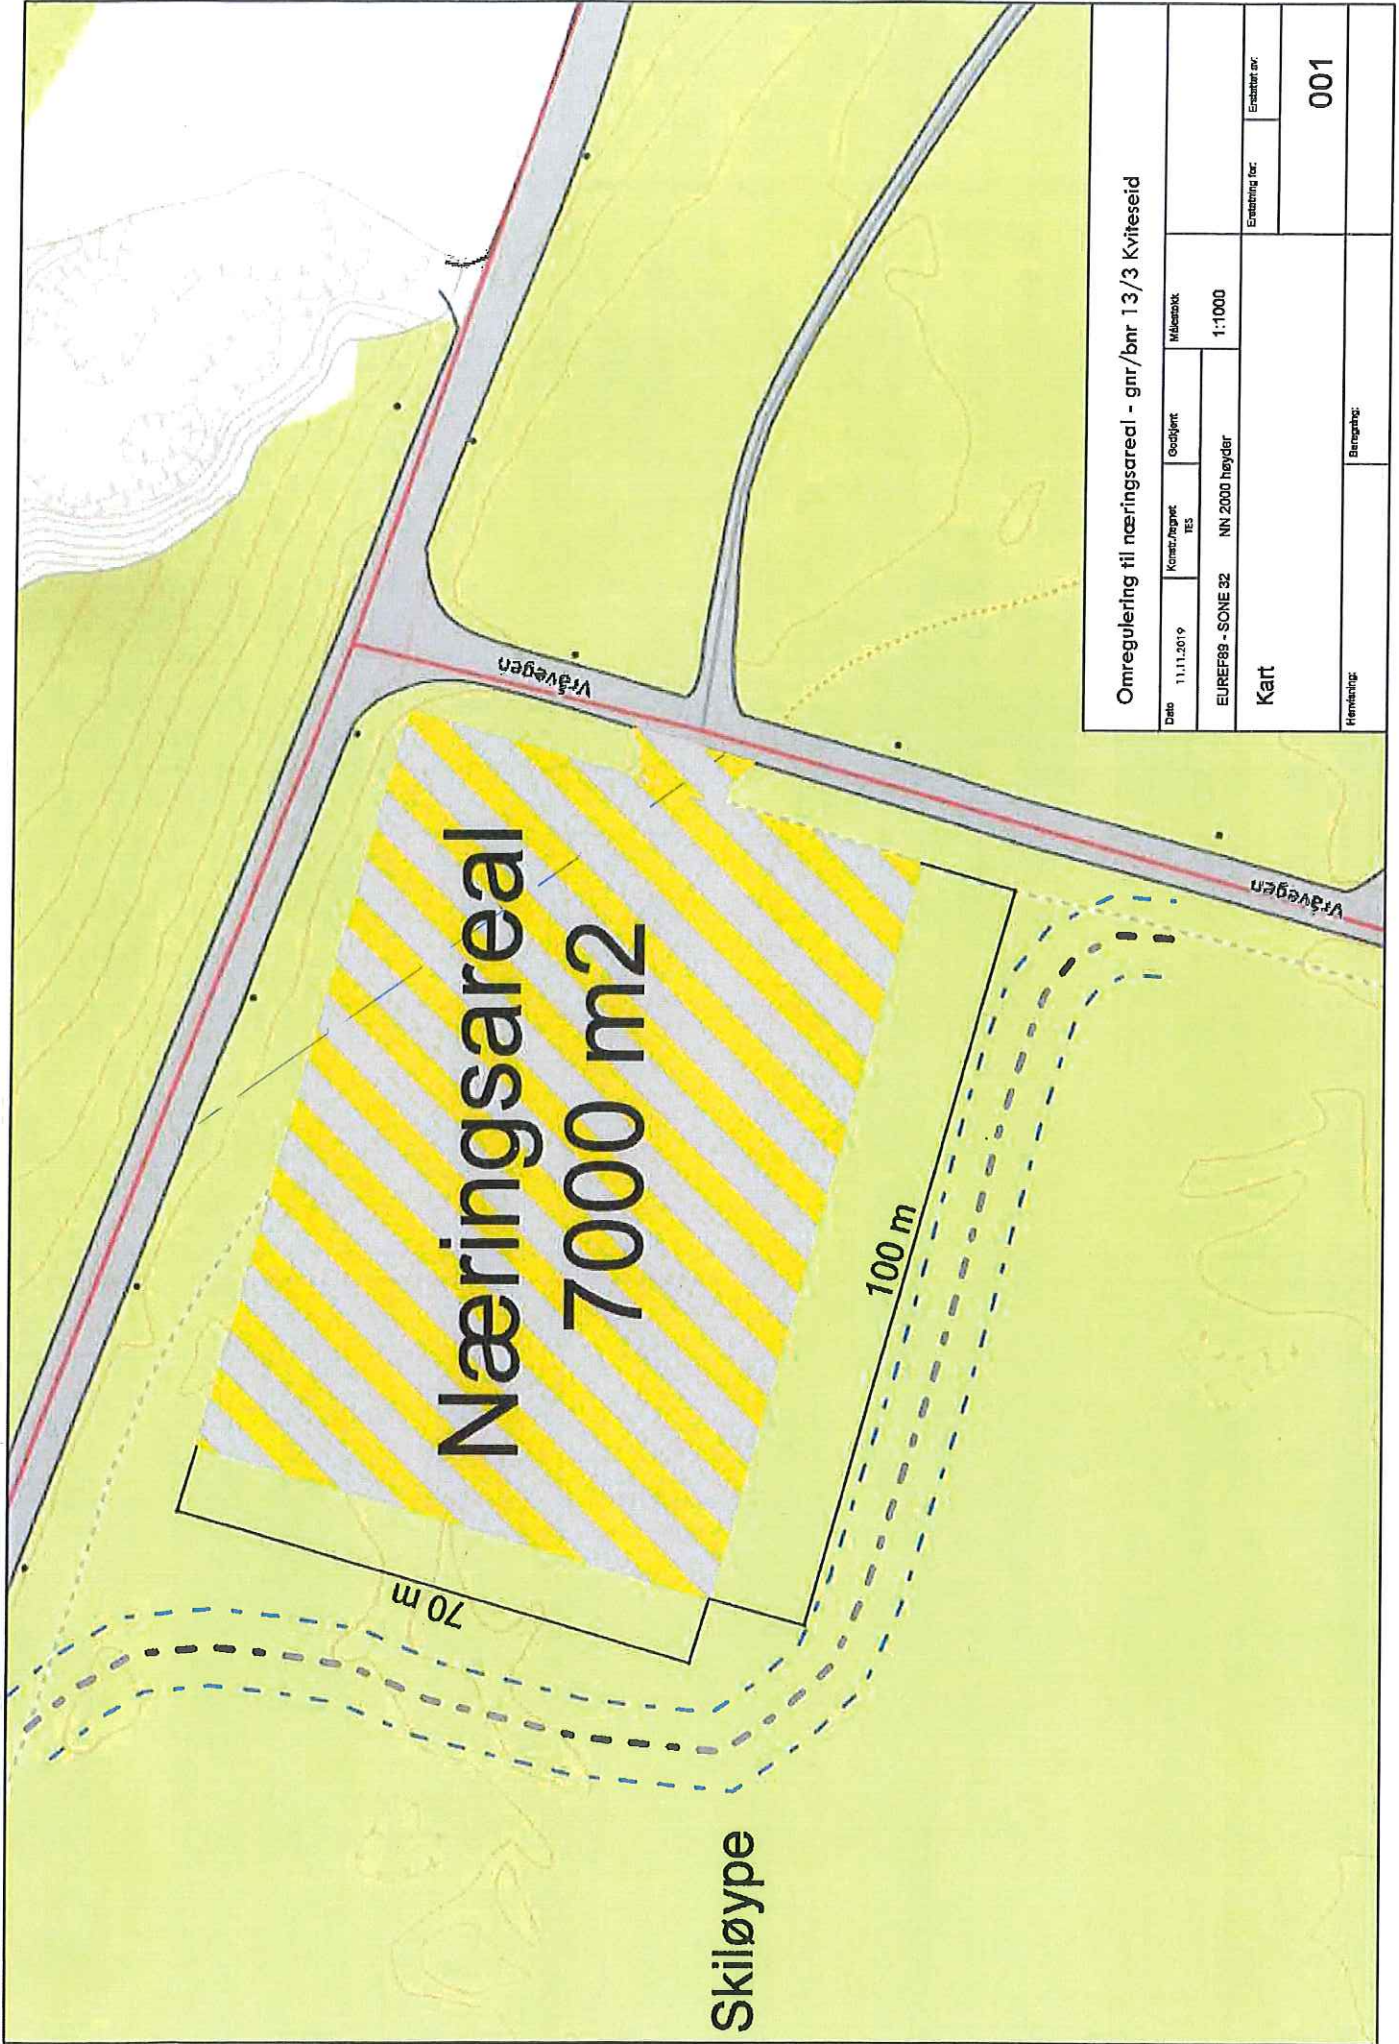 Vråvegen
Næringsareal
7000 m2
70 m
100 m
Skiløype
Vråvegen
Omregulering til næringsareal - gnr/bnr 13/3 Kviteseid
Dato
11.11.2019
Konstr./tegnet
TES
Godkjent
Målestokk
1:1000
EUREF89 - SONE 32 NN 2000 høyder
Kart
Erstatning for:
Erstattet av:
001
Henvisning:
Beregning: